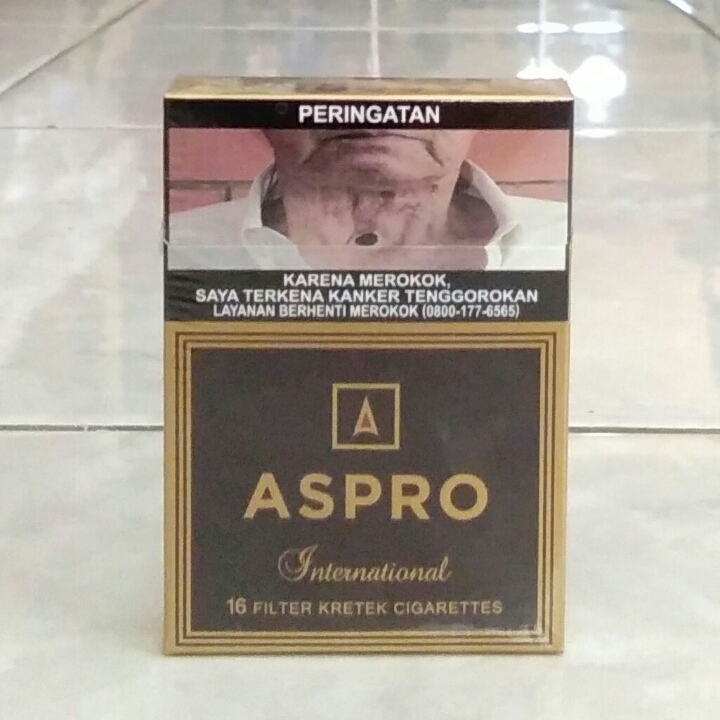 PERINGATAN
KARENA MEROKOK,
SAYA TERKENA KANKER TENGGOROKAN
LAYANAN BERHENTI MEROKOK (0800-177-6565)
A
ASPRO
International
16 FILTER KRETEK CIGARETTES